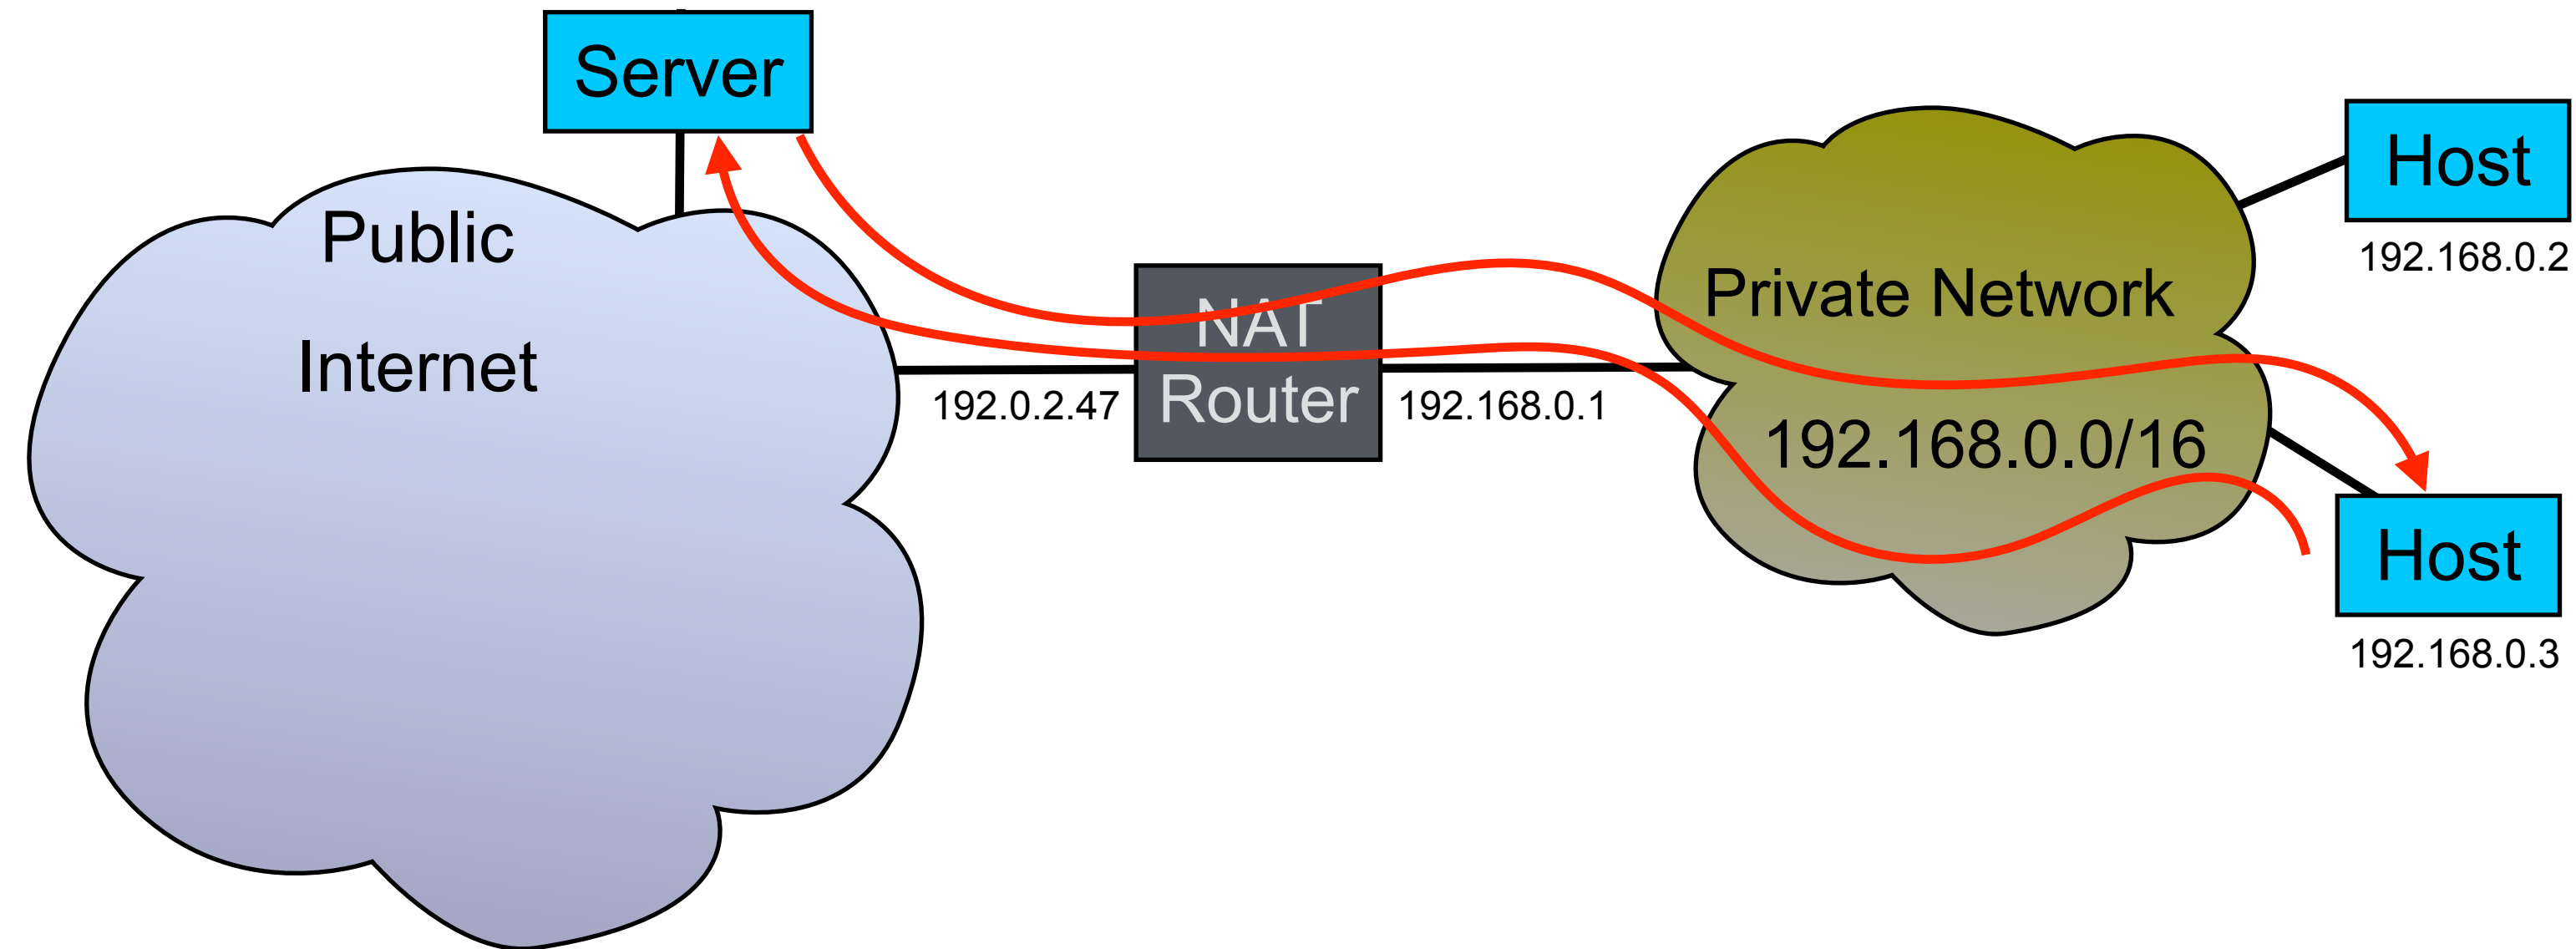 Server
Public
Internet
192.0.2.47
NAT
Router
192.168.0.1
Private Network
192.168.0.0/16
Host
192.168.0.2
Host
192.168.0.3